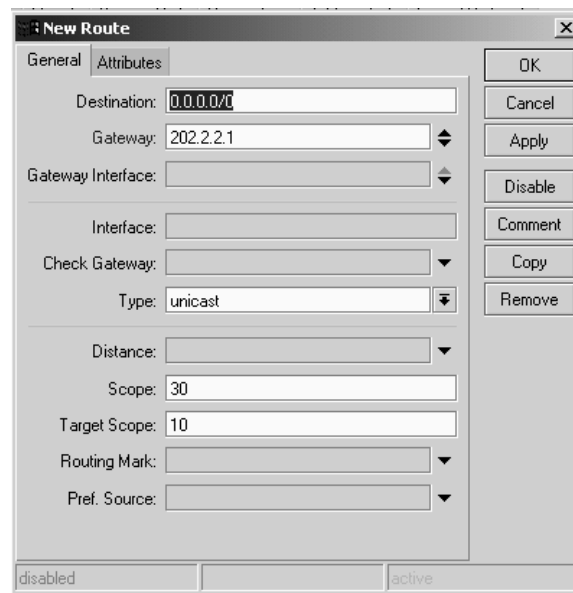 New Route
General Attributes
OK
Destination: 0.0.0.0/0
Cancel
Gateway: 202.2.2.1
Apply
Gateway Interface:
Disable
Interface:
Comment
Check Gateway:
Copy
Type: unicast
Remove
Distance:
Scope: 30
Target Scope: 10
Routing Mark:
Pref. Source:
disabled active